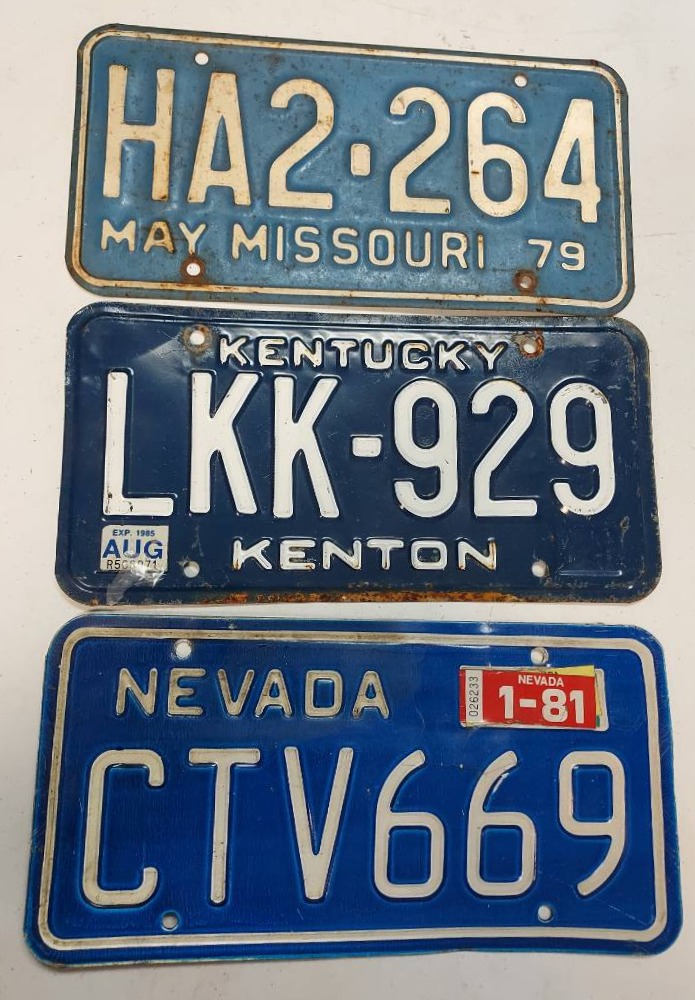 HA2·264
MAY MISSOURI 79
KENTUCKY
LKK-929
EXP. 1985
AUG
KENTON
NEVADA
026233
NEVADA
1-81
CTV669